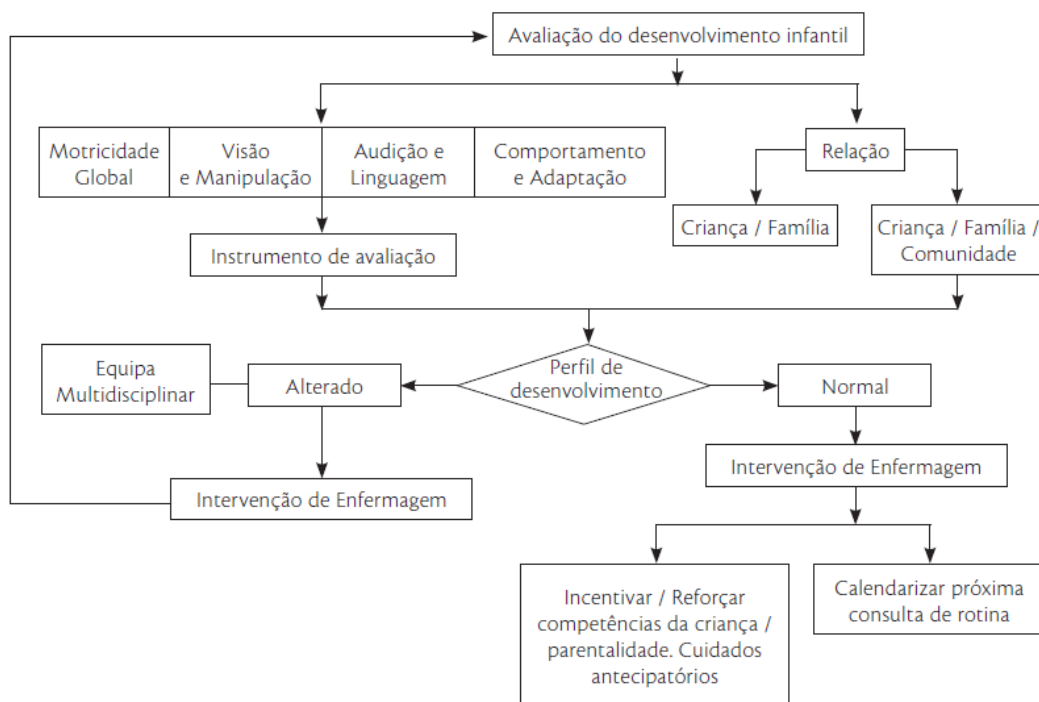 Avaliação do desenvolvimento infantil
Motricidade
Global
Visão
e Manipulação
Audição e
Linguagem
Comportamento
e Adaptação
Relação
Criança / Família
Criança / Família /
Comunidade
Instrumento de avaliação
Perfil de
desenvolvimento
Equipa
Multidisciplinar
Alterado
Normal
Intervenção de Enfermagem
Intervenção de Enfermagem
Incentivar / Reforçar
competências da criança /
parentalidade. Cuidados
antecipatórios
Calendarizar próxima
consulta de rotina